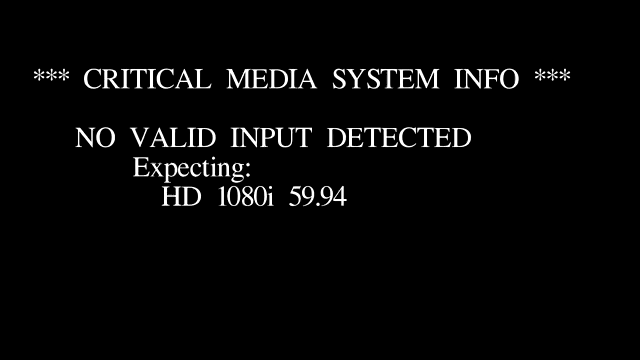 *** CRITICAL MEDIA SYSTEM INFO ***
NO VALID INPUT DETECTED
Expecting:
HD 1080i 59.94